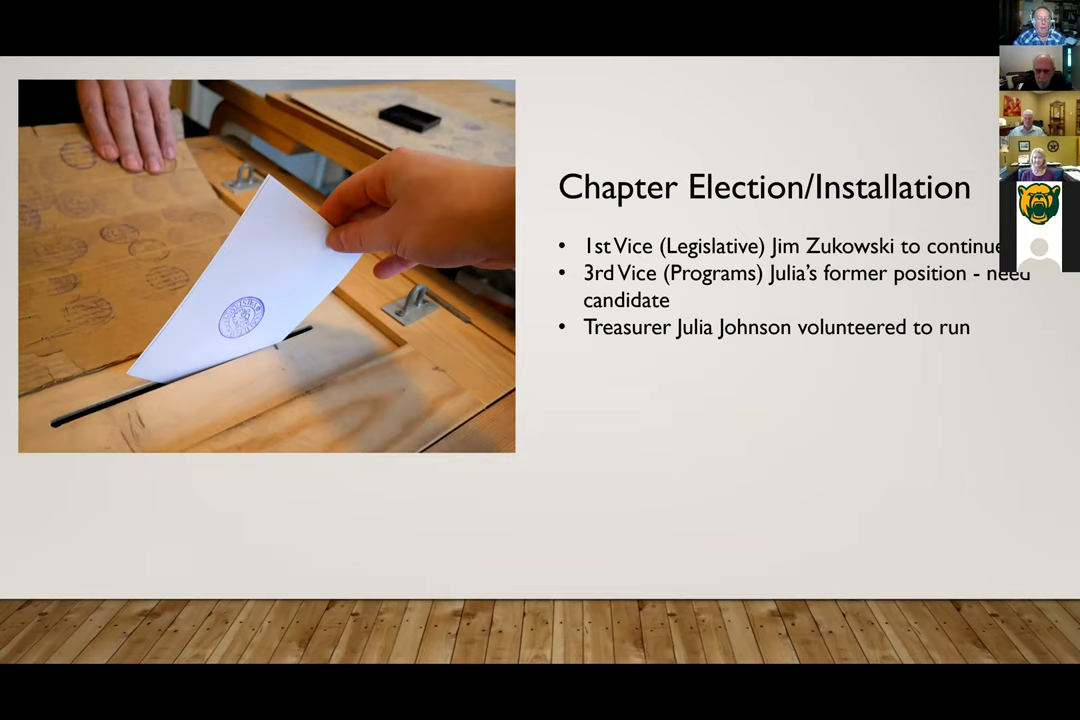 Chapter Election/Installation
• 1st Vice (Legislative) Jim Zukowski to continue
• 3rd Vice (Programs) Julia's former position - need
candidate
• Treasurer Julia Johnson volunteered to run